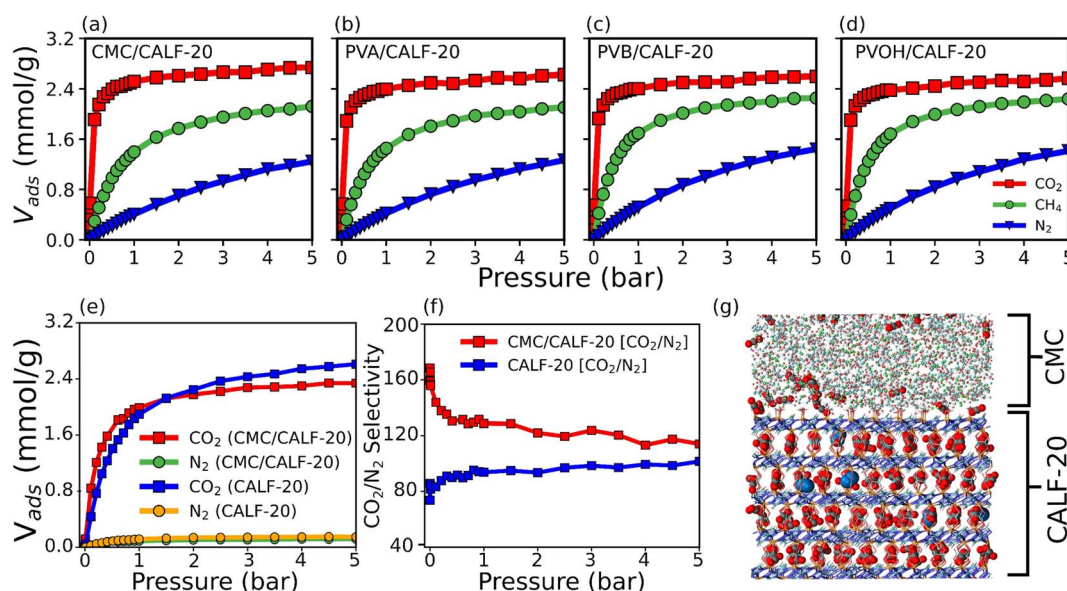 (a) (b) (c) (d)
CMC/CALF-20 PVA/CALF-20 PVB/CALF-20 PVOH/CALF-20
3.2
2.4
1.6
0.8
0.0
V_ads (mmol/g)
CO₂
CH₄
N₂
0 1 2 3 4 5 0 1 2 3 4 5 0 1 2 3 4 5 0 1 2 3 4 5
Pressure (bar)
(e)
3.2
2.4
1.6
0.8
0.0
V_ads (mmol/g)
CO₂ (CMC/CALF-20)
N₂ (CMC/CALF-20)
CO₂ (CALF-20)
N₂ (CALF-20)
0 1 2 3 4 5
Pressure (bar)
(f)
200
160
120
80
40
CO₂/N₂ Selectivity
CMC/CALF-20 [CO₂/N₂]
CALF-20 [CO₂/N₂]
0 1 2 3 4 5
Pressure (bar)
(g)
CMC
CALF-20